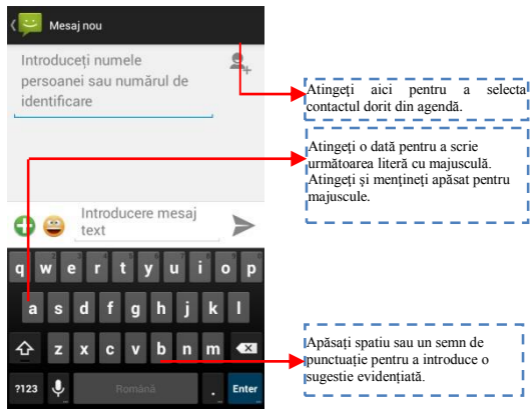 Mesaj nou
Introduceți numele
persoanei sau numărul de
identificare
Atingeți aici pentru a selecta
contactul dorit din agendă.
Atingeți o dată pentru a scrie
următoarea literă cu majusculă.
Atingeți și mențineți apăsat pentru
majuscule.
Introducere mesaj
text
q w e r t y u i o p
a s d f g h j k l
z x c v b n m
?123 Română . Enter
Apăsați spatiu sau un semn de
punctuație pentru a introduce o
sugestie evidențiată.